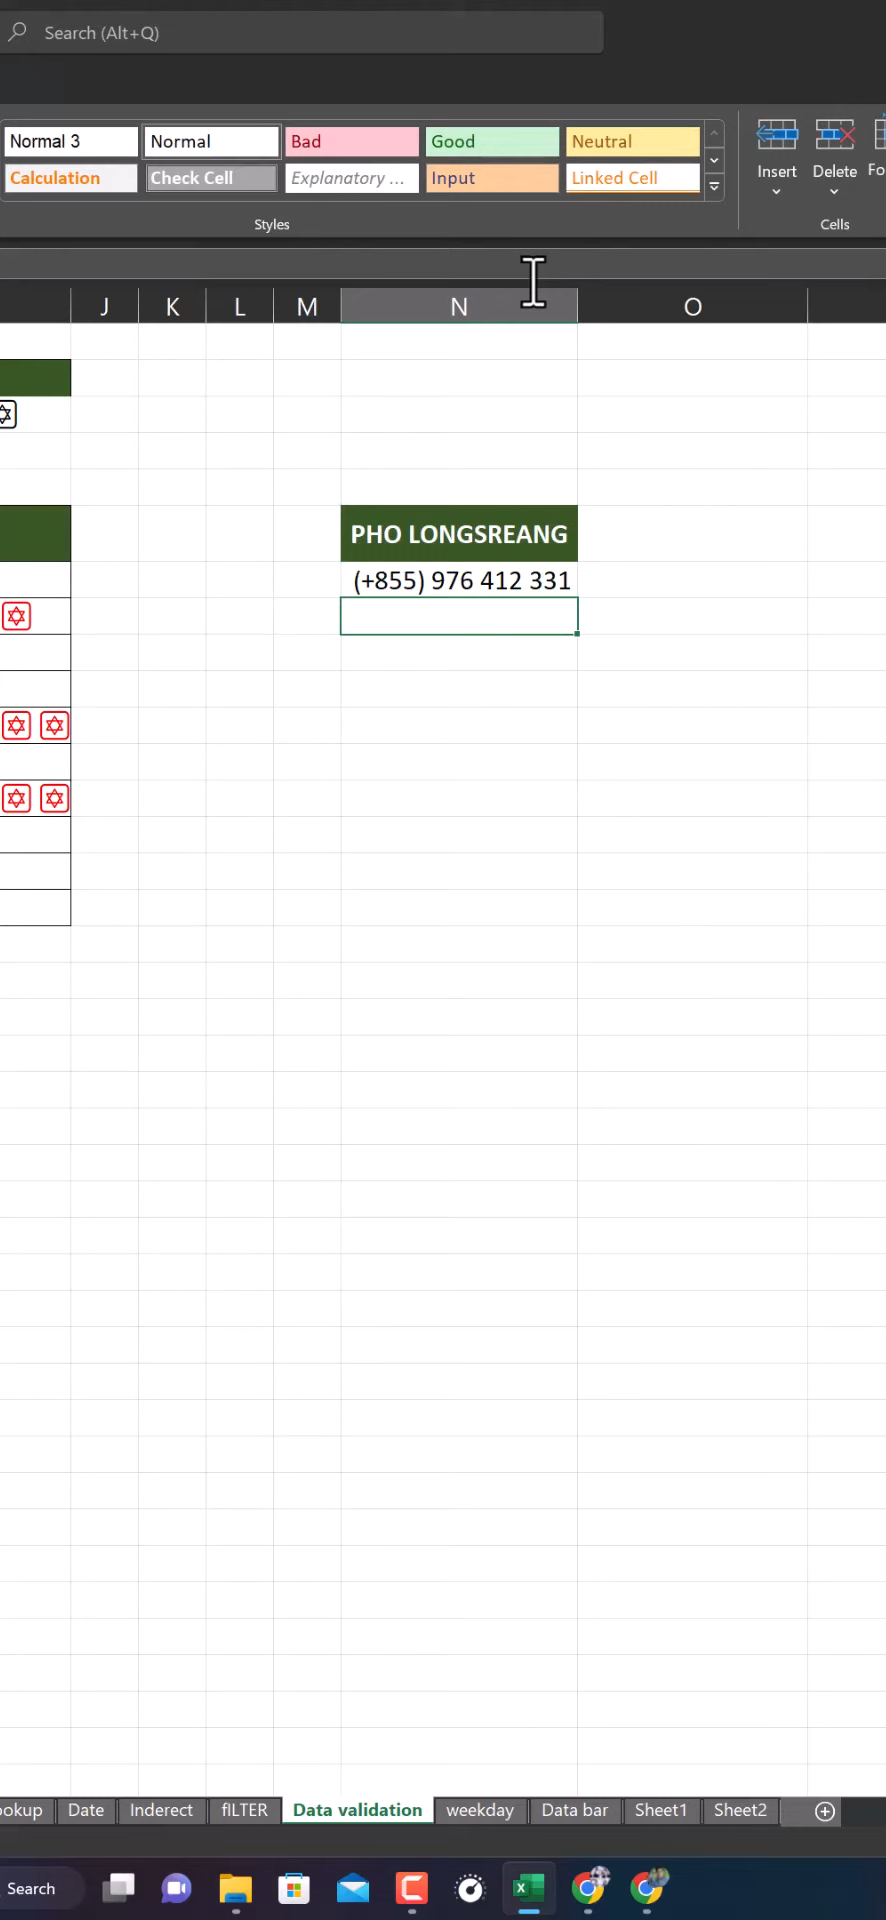 Search (Alt+Q)
Normal 3 Normal Bad Good Neutral
Calculation Check Cell Explanatory ... Input Linked Cell
Insert Delete Fo
Styles Cells
J K L M N O
PHO LONGSREANG
(+855) 976 412 331
ookup Date Inderect fILTER Data validation weekday Data bar Sheet1 Sheet2
Search